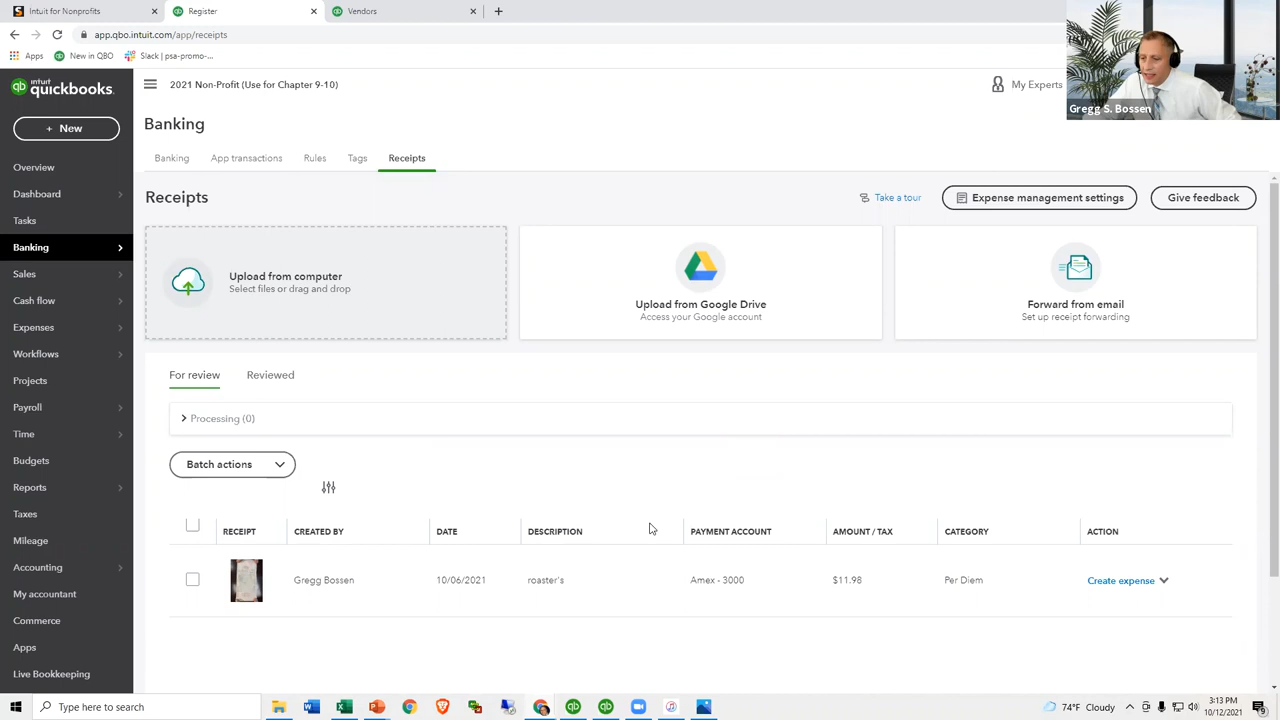 Intuit for Nonprofits
Register
Vendors
app.qbo.intuit.com/app/receipts
Apps
New in QBO
Slack | psa-promo-...
intuit quickbooks.
2021 Non-Profit (Use for Chapter 9-10)
My Experts
Gregg S. Bossen
+ New
Banking
Banking
App transactions
Rules
Tags
Receipts
Overview
Dashboard
Tasks
Banking
Sales
Cash flow
Expenses
Workflows
Projects
Payroll
Time
Budgets
Reports
Taxes
Mileage
Accounting
My accountant
Commerce
Apps
Live Bookkeeping
Receipts
Take a tour
Expense management settings
Give feedback
Upload from computer
Select files or drag and drop
Upload from Google Drive
Access your Google account
Forward from email
Set up receipt forwarding
For review
Reviewed
Processing (0)
Batch actions
RECEIPT
CREATED BY
DATE
DESCRIPTION
PAYMENT ACCOUNT
AMOUNT / TAX
CATEGORY
ACTION
Gregg Bossen
10/06/2021
roaster's
Amex - 3000
$11.98
Per Diem
Create expense
Type here to search
74°F Cloudy
3:13 PM
10/12/2021